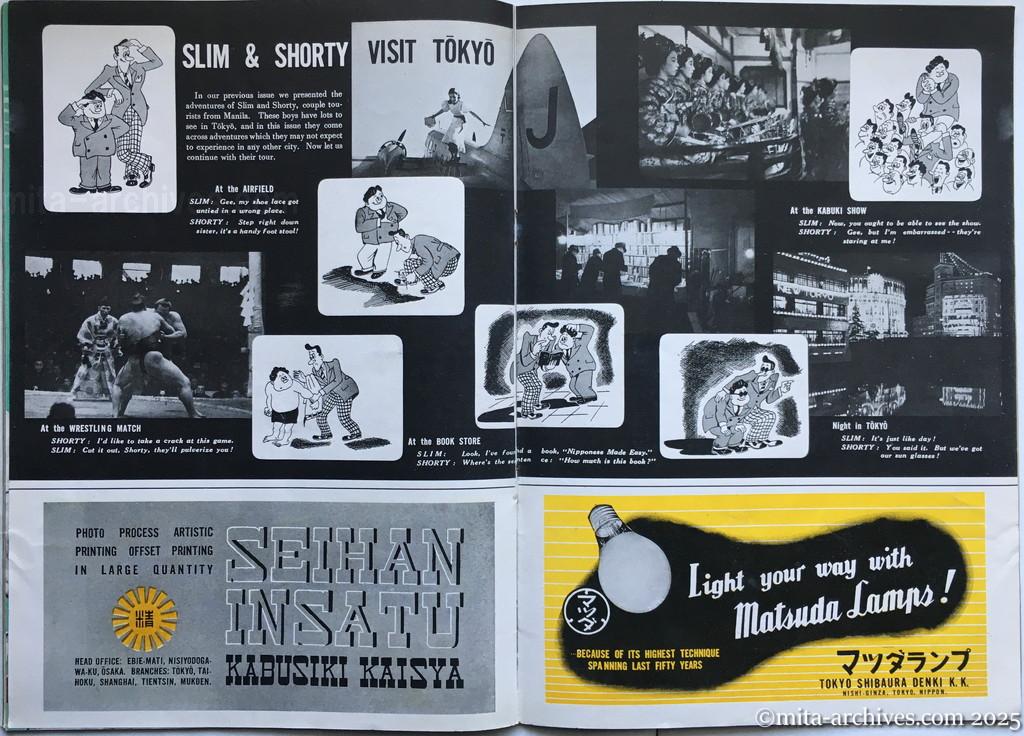 SLIM & SHORTY VISIT TŌKYŌ
In our previous issue we presented the
adventures of Slim and Shorty, couple tou-
rists from Manila. These boys have lots to
see in Tōkyō, and in this issue they come
across adventures which they may not expect
to experience in any other city. Now let us
continue with their tour.
At the AIRFIELD
SLIM: Gee, my shoe lace got
untied in a wrong place.
SHORTY: Step right down
sister, it's a handy foot stool!
J
At the KABUKI SHOW
SLIM: Now, you ought to be able to see the show.
SHORTY: Gee, but I'm embarrassed--they're
staring at me!
At the WRESTLING MATCH
SHORTY: I'd like to take a crack at this game.
SLIM: Cut it out, Shorty, they'll pulverize you!
At the BOOK STORE
SLIM: Look, I've found a book, "Nipponese Made Easy."
SHORTY: Where's the sentence: "How much is this book?"
NEW TOKYO
Night in TŌKYŌ
SLIM: It's just like day!
SHORTY: You said it. But we've got
our sun glasses!
PHOTO PROCESS ARTISTIC
PRINTING OFFSET PRINTING
IN LARGE QUANTITY
精
HEAD OFFICE: EBIE-MATI, NISIYODOGA-
WA-KU, ŌSAKA. BRANCHES: TŌKYŌ, TAI-
HOKU, SHANGHAI, TIENTSIN, MUKDEN.
SEIHAN
INSATU
KABUSIKI KAISYA
Light your way with
Matsuda Lamps!
マツダ
BECAUSE OF ITS HIGHEST TECHNIQUE
SPANNING LAST FIFTY YEARS
マツダランプ
TOKYO SHIBAURA DENKI K. K.
NISHI-GINZA, TOKYO, NIPPON.
©mita-archives.com 2025